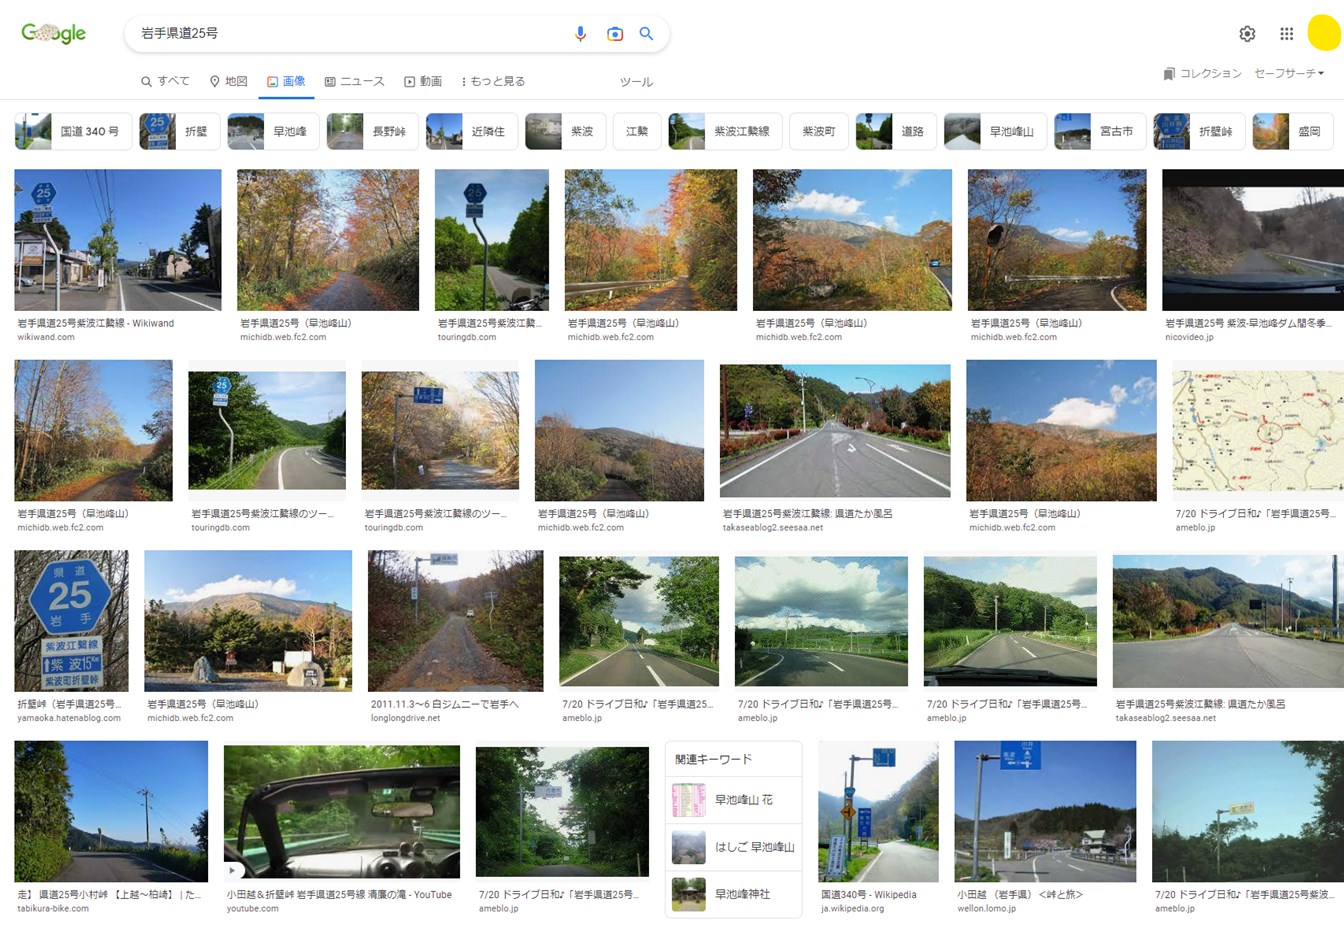 Google
岩手県道25号
すべて
地図
画像
ニュース
動画
もっと見る
ツール
コレクション
セーフサーチ
国道 340 号
折壁
早池峰
長野峠
近隣住
紫波
江繫
紫波江繫線
紫波町
道路
早池峰山
宮古市
折壁峠
盛岡
25
岩手県道25号紫波江繫線 - Wikiwand
wikiwand.com
岩手県道25号（早池峰山）
michidb.web.fc2.com
25
岩手県道25号紫波江繫...
touringdb.com
岩手県道25号（早池峰山）
michidb.web.fc2.com
岩手県道25号（早池峰山）
michidb.web.fc2.com
岩手県道25号（早池峰山）
michidb.web.fc2.com
岩手県道25号 紫波-早池峰ダム間冬季...
nicovideo.jp
岩手県道25号（早池峰山）
michidb.web.fc2.com
25
岩手県道25号紫波江繫線のツー...
touringdb.com
岩手県道25号紫波江繫線のツー...
touringdb.com
岩手県道25号（早池峰山）
michidb.web.fc2.com
岩手県道25号紫波江繫線: 県道たか風呂
takaseablog2.seesaa.net
岩手県道25号（早池峰山）
michidb.web.fc2.com
7/20 ドライブ日和♪「岩手県道25号...
ameblo.jp
県道
25
岩手
紫波江繫線
紫波15Km
紫波町折壁峠
折壁峠（岩手県道25号...
yamaoka.hatenablog.com
岩手県道25号（早池峰山）
michidb.web.fc2.com
2011.11.3～6 白ジムニーで岩手へ
longlongdrive.net
7/20 ドライブ日和♪「岩手県道25...
ameblo.jp
7/20 ドライブ日和♪「岩手県道25号...
ameblo.jp
7/20 ドライブ日和♪「岩手県道25号...
ameblo.jp
岩手県道25号紫波江繫線: 県道たか風呂
takaseablog2.seesaa.net
走】 県道25号小村峠 【上越～柏崎】 | た...
tabikura-bike.com
小田越＆折壁峠 岩手県道25号線 清廉の滝 - YouTube
youtube.com
7/20 ドライブ日和♪「岩手県道25号...
ameblo.jp
関連キーワード
早池峰山 花
はしご 早池峰山
早池峰神社
国道340号 - Wikipedia
ja.wikipedia.org
小田越 （岩手県） ＜峠と旅＞
wellon.lomo.jp
7/20 ドライブ日和♪「岩手県道25号紫波...
ameblo.jp